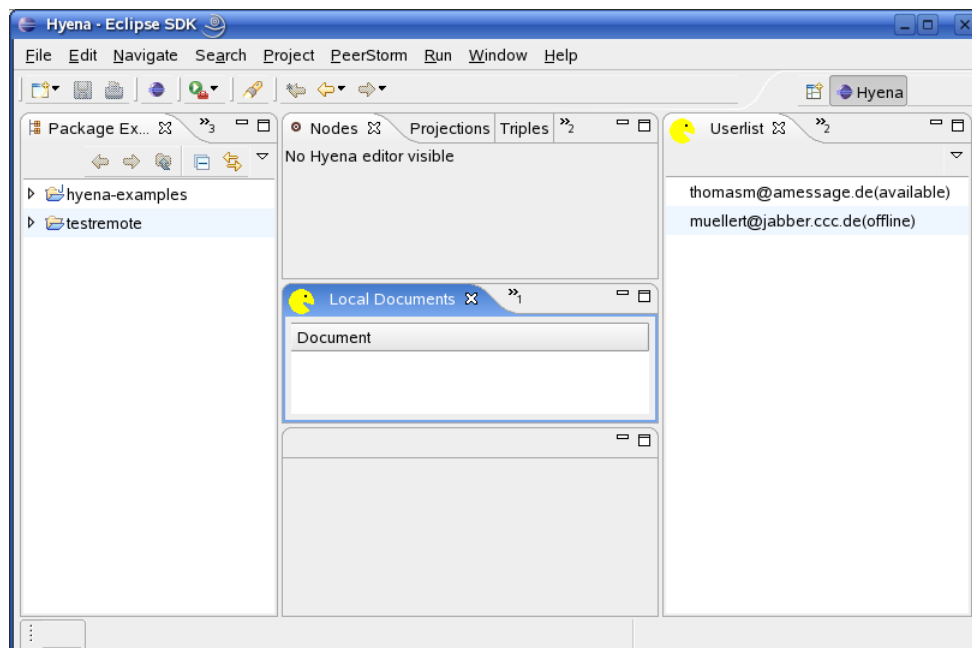 Hyena - Eclipse SDK
File Edit Navigate Search Project PeerStorm Run Window Help
Hyena
Package Ex... »3
Nodes Projections Triples »2
Userlist »2
No Hyena editor visible
hyena-examples
testremote
thomasm@amessage.de(available)
muellert@jabber.ccc.de(offline)
Local Documents »1
Document